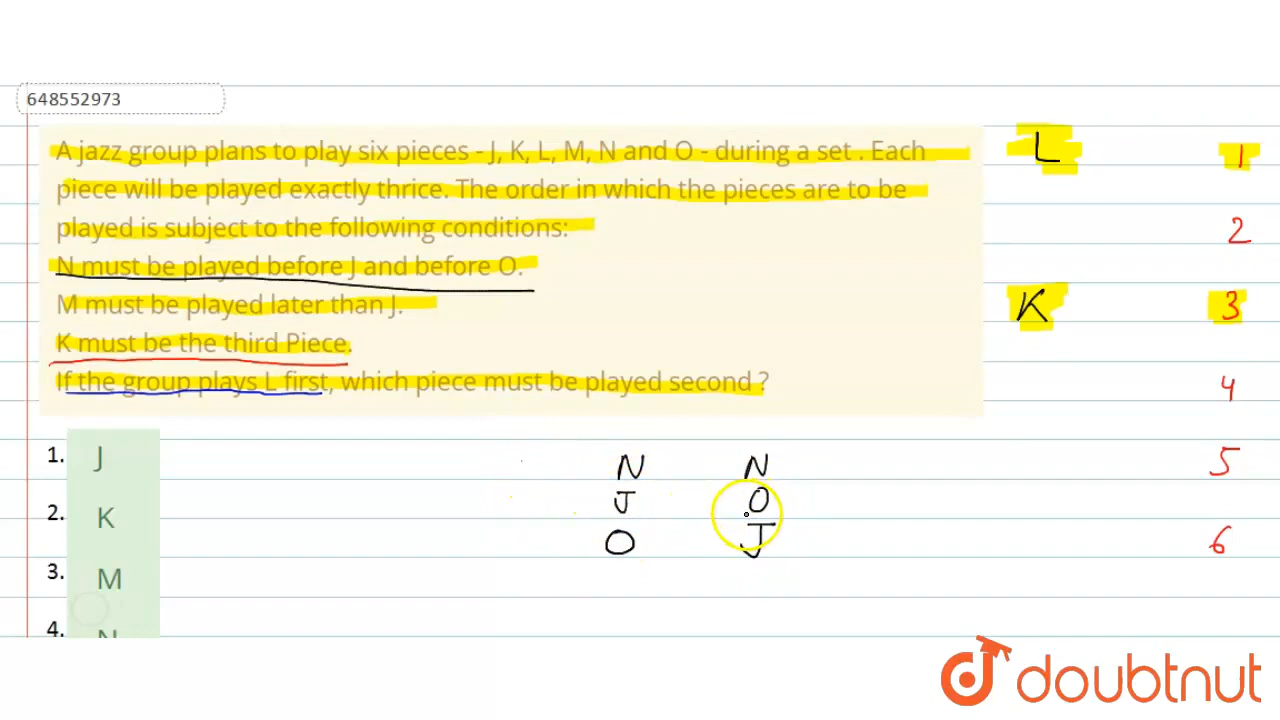 648552973
A jazz group plans to play six pieces - J, K, L, M, N and O - during a set . Each
piece will be played exactly thrice. The order in which the pieces are to be
played is subject to the following conditions:
N must be played before J and before O.
M must be played later than J.
K must be the third Piece.
If the group plays L first, which piece must be played second ?
L 1
2
K 3
4
5
6
1. J
2. K
3. M
4. N
N N
J O
O J
doubtnut